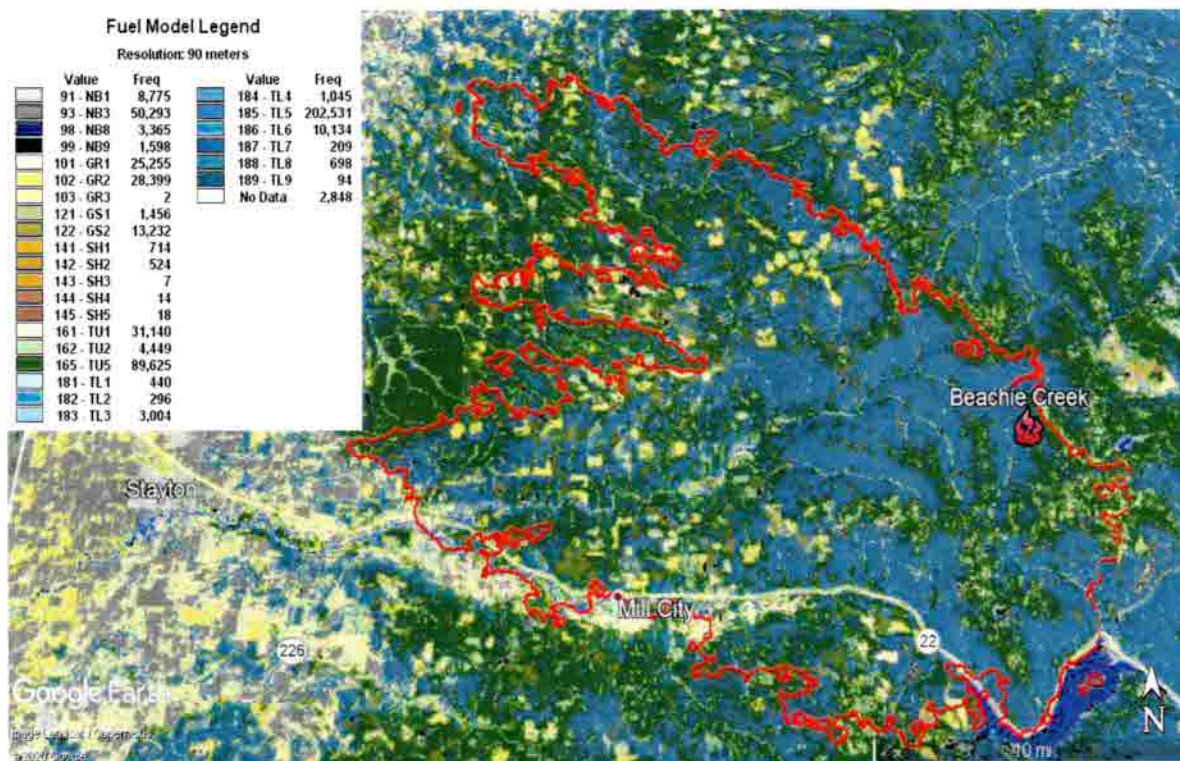 Fuel Model Legend
Resolution: 90 meters
Value Freq
91 - NB1 8,775
93 - NB3 50,293
98 - NB8 3,365
99 - NB9 1,598
101 - GR1 25,255
102 - GR2 28,399
103 - GR3 2
121 - GS1 1,456
122 - GS2 13,232
141 - SH1 714
142 - SH2 524
143 - SH3 7
144 - SH4 14
145 - SH5 18
161 - TU1 31,140
162 - TU2 4,449
165 - TU5 89,625
181 - TL1 440
182 - TL2 296
183 - TL3 3,004
Value Freq
184 - TL4 1,045
185 - TL5 202,531
186 - TL6 10,134
187 - TL7 209
188 - TL8 698
189 - TL9 94
No Data 2,848
Beachie Creek
Stayton
Mill City
22
226
Google
N
10 mi